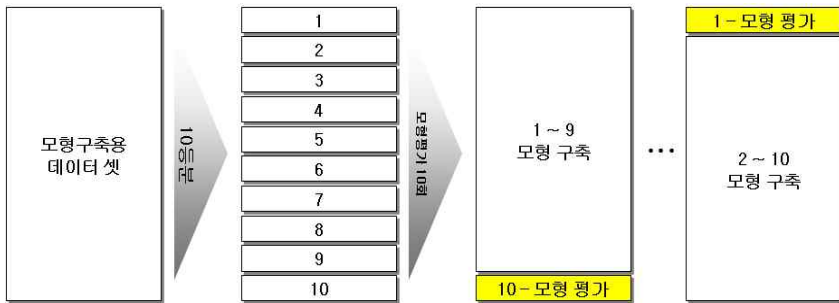 모형구축용
데이터 셋
10등분
1
2
3
4
5
6
7
8
9
10
모형평가 10회
1 ~ 9
모형 구축
10 – 모형 평가
...
1 – 모형 평가
2 ~ 10
모형 구축